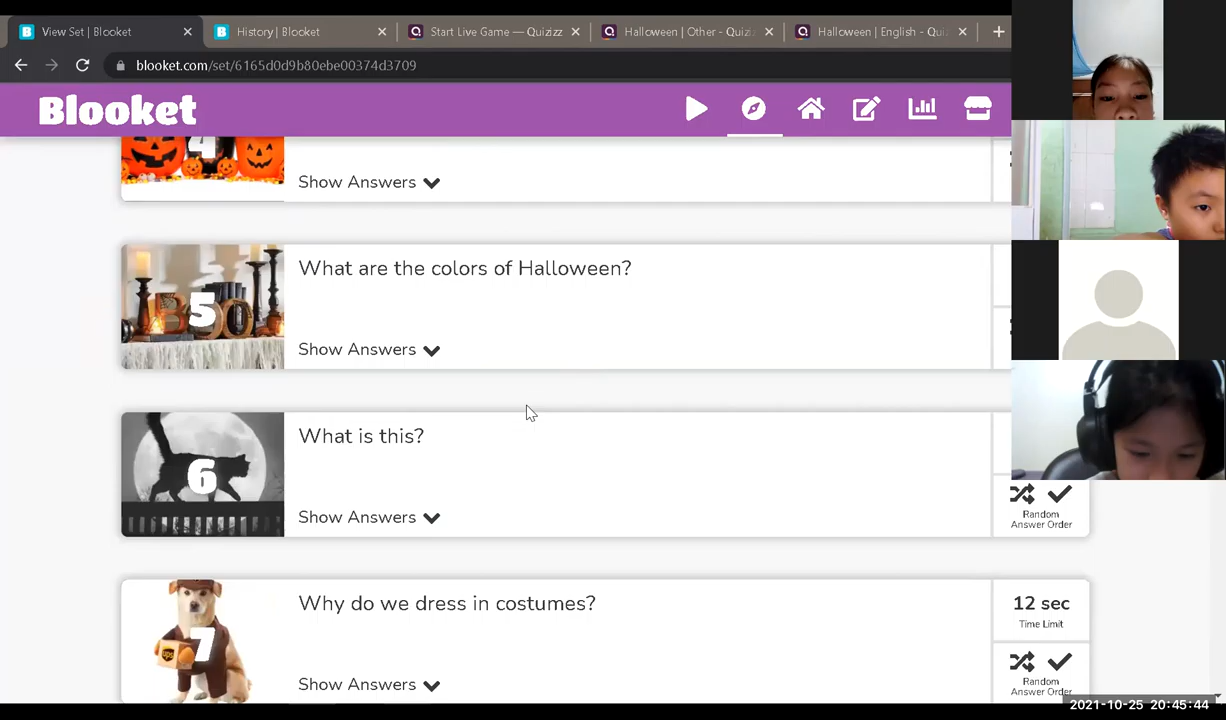 View Set | Blooket
History | Blooket
Start Live Game — Quizizz
Halloween | Other - Quiz
Halloween | English - Qui
blooket.com/set/6165d0d9b80ebe00374d3709
Blooket
4
Show Answers
5
BOO
What are the colors of Halloween?
Show Answers
6
What is this?
Show Answers
Random
Answer Order
7
ups
Why do we dress in costumes?
Show Answers
12 sec
Time Limit
Random
Answer Order
2021-10-25 20:45:44